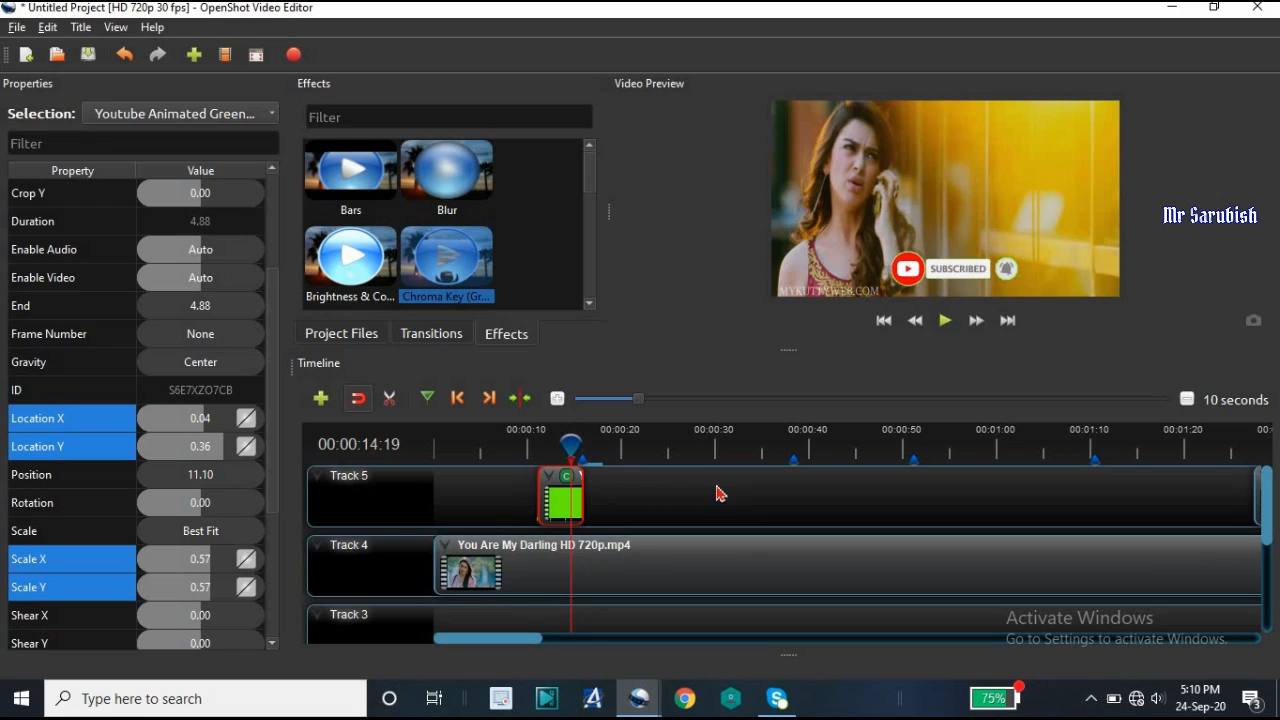 * Untitled Project [HD 720p 30 fps] - OpenShot Video Editor
File Edit Title View Help
Properties
Effects
Video Preview
Selection: Youtube Animated Green...
Filter
Filter
Property Value
Crop Y 0.00
Duration 4.88
Enable Audio Auto
Enable Video Auto
End 4.88
Frame Number None
Gravity Center
ID S6E7XZO7CB
Location X 0.04
Location Y 0.36
Position 11.10
Rotation 0.00
Scale Best Fit
Scale X 0.57
Scale Y 0.57
Shear X 0.00
Shear Y 0.00
Bars Blur
Brightness & Co... Chroma Key (Gr...
Project Files Transitions Effects
SUBSCRIBED
MYKUTTYWEB.COM
Mr Sarubish
Timeline
10 seconds
00:00:14:19
00:00:10 00:00:20 00:00:30 00:00:40 00:00:50 00:01:00 00:01:10 00:01:20 00:0
Track 5
C
Track 4
You Are My Darling HD 720p.mp4
Track 3
Activate Windows
Go to Settings to activate Windows.
Type here to search
75%
5:10 PM
24-Sep-20
3